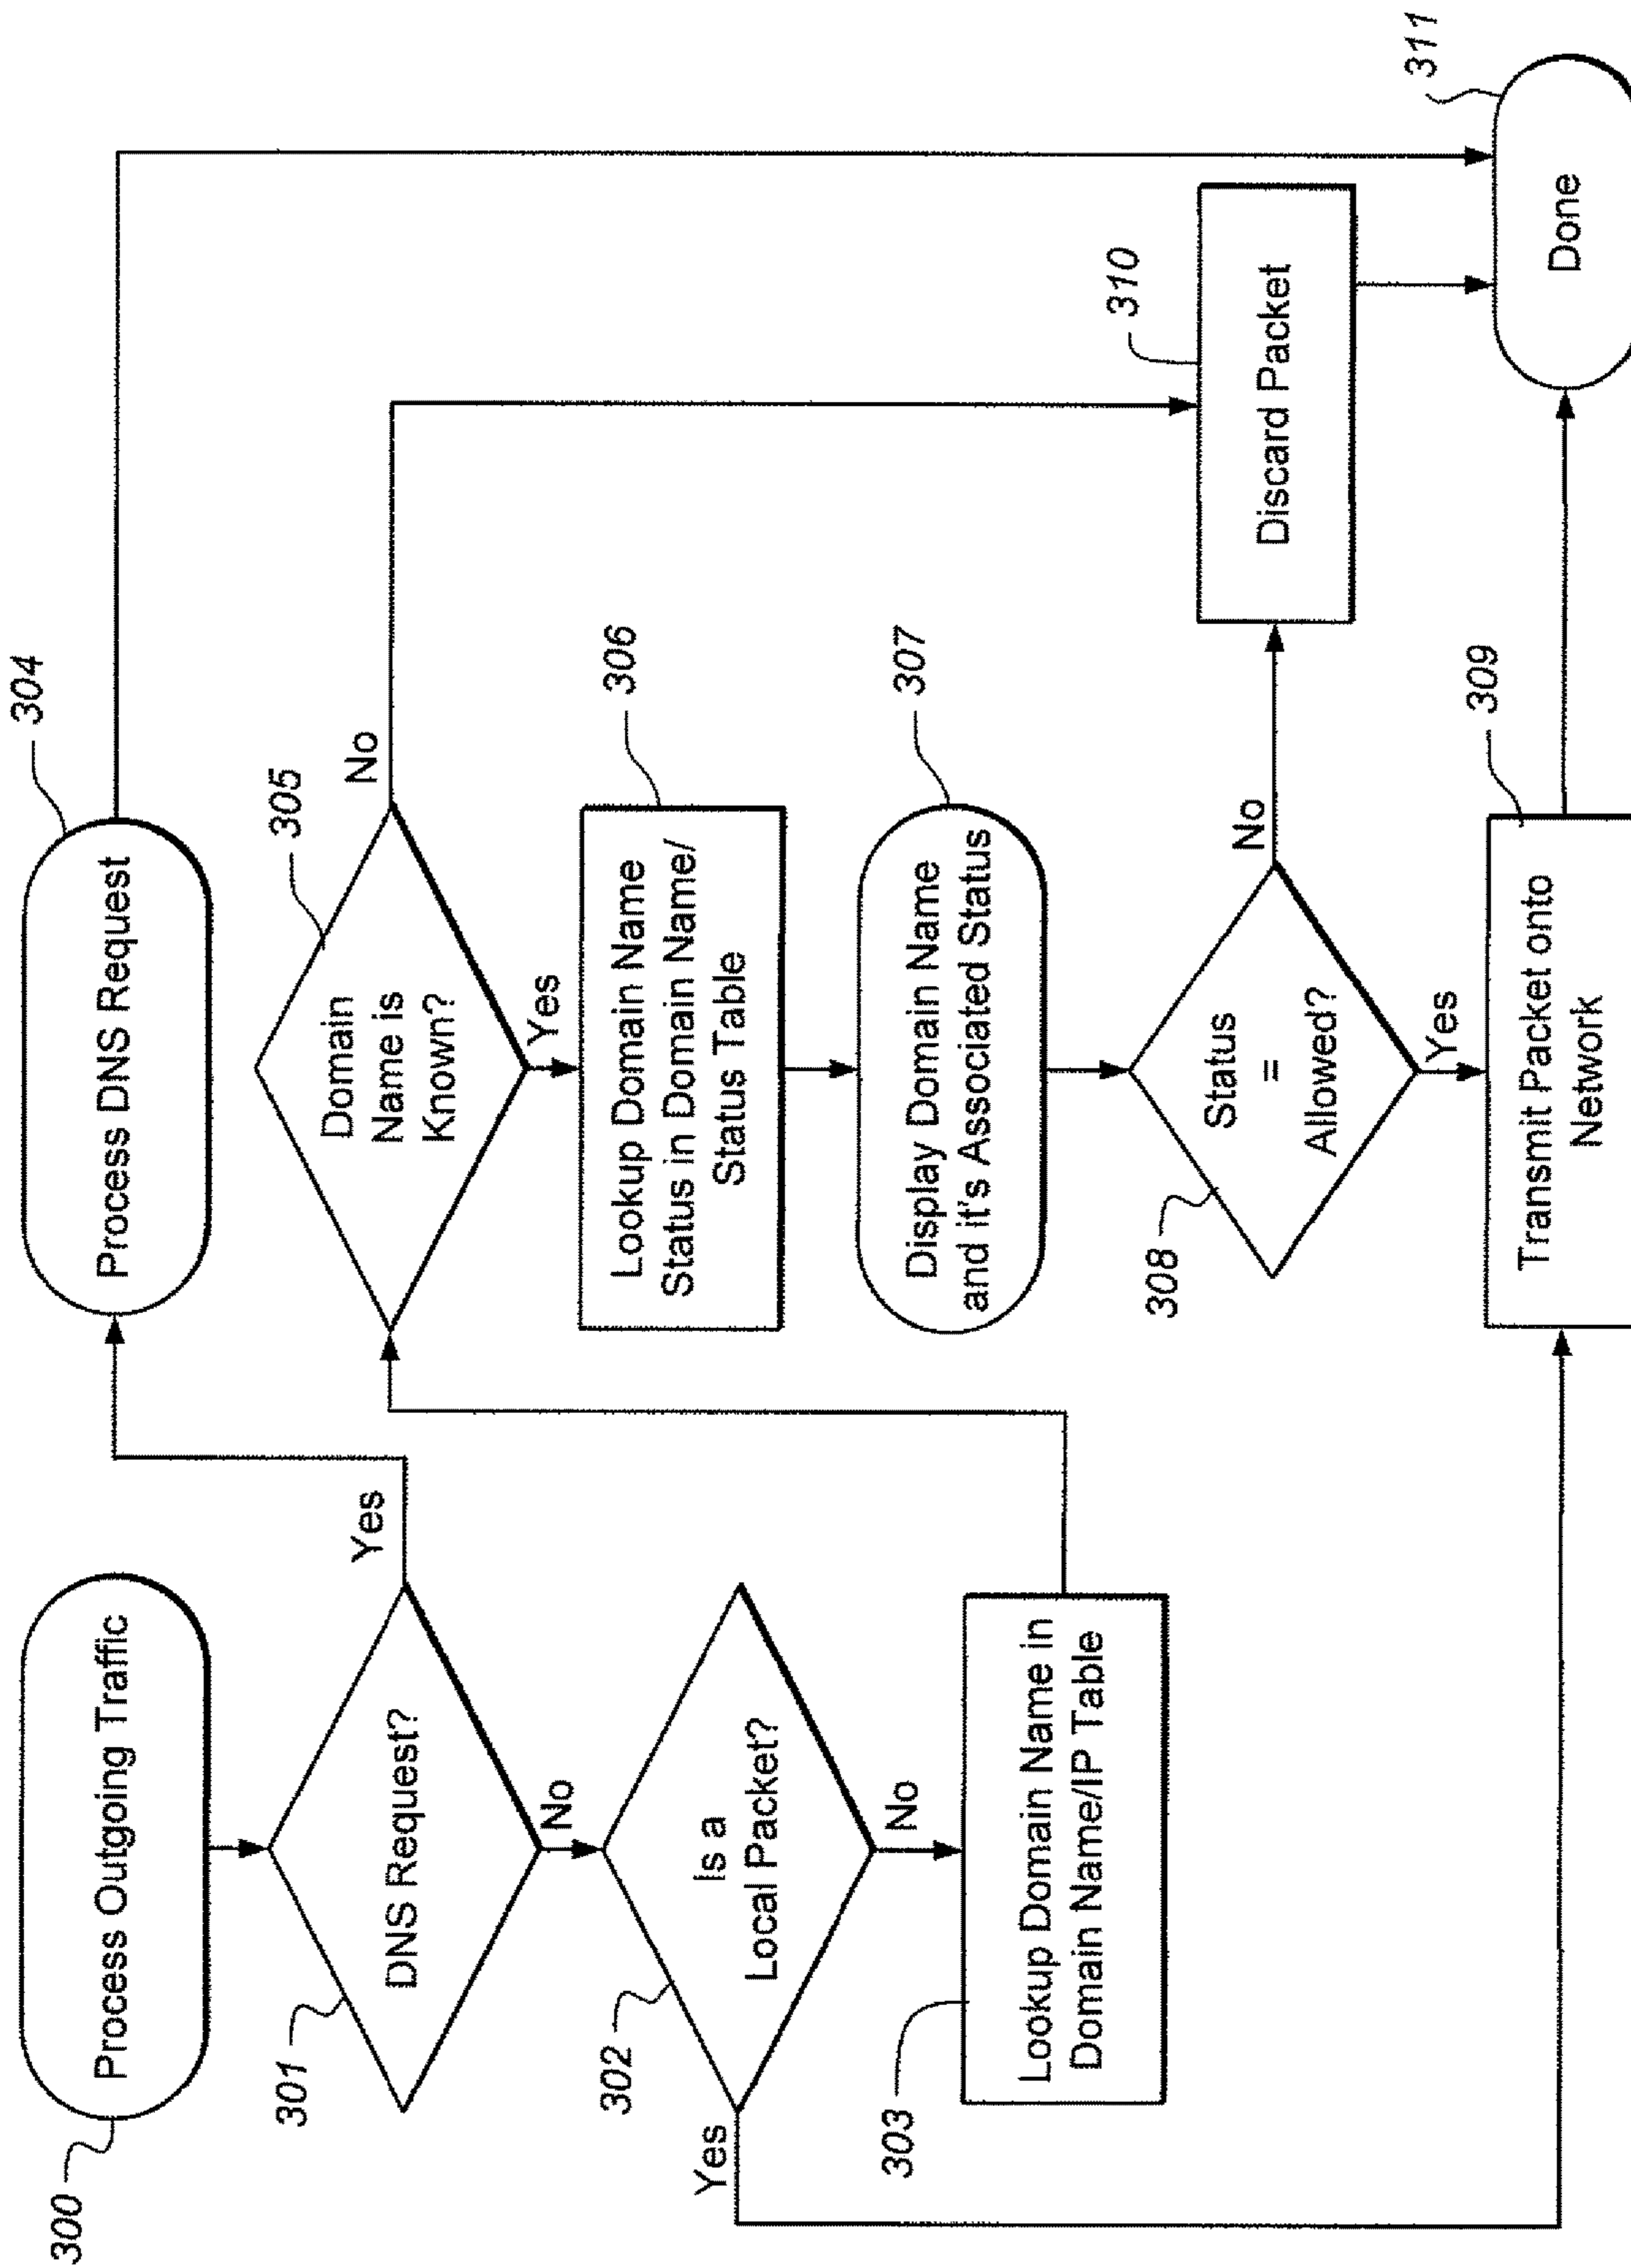 300
Process Outgoing Traffic
301
DNS Request?
Yes
No
302
Is a
Local Packet?
Yes
No
303
Lookup Domain Name in
Domain Name/IP Table
304
Process DNS Request
305
Domain
Name is
Known?
No
Yes
306
Lookup Domain Name
Status in Domain Name/
Status Table
307
Display Domain Name
and it's Associated Status
308
Status
=
Allowed?
No
Yes
309
Transmit Packet onto
Network
310
Discard Packet
311
Done